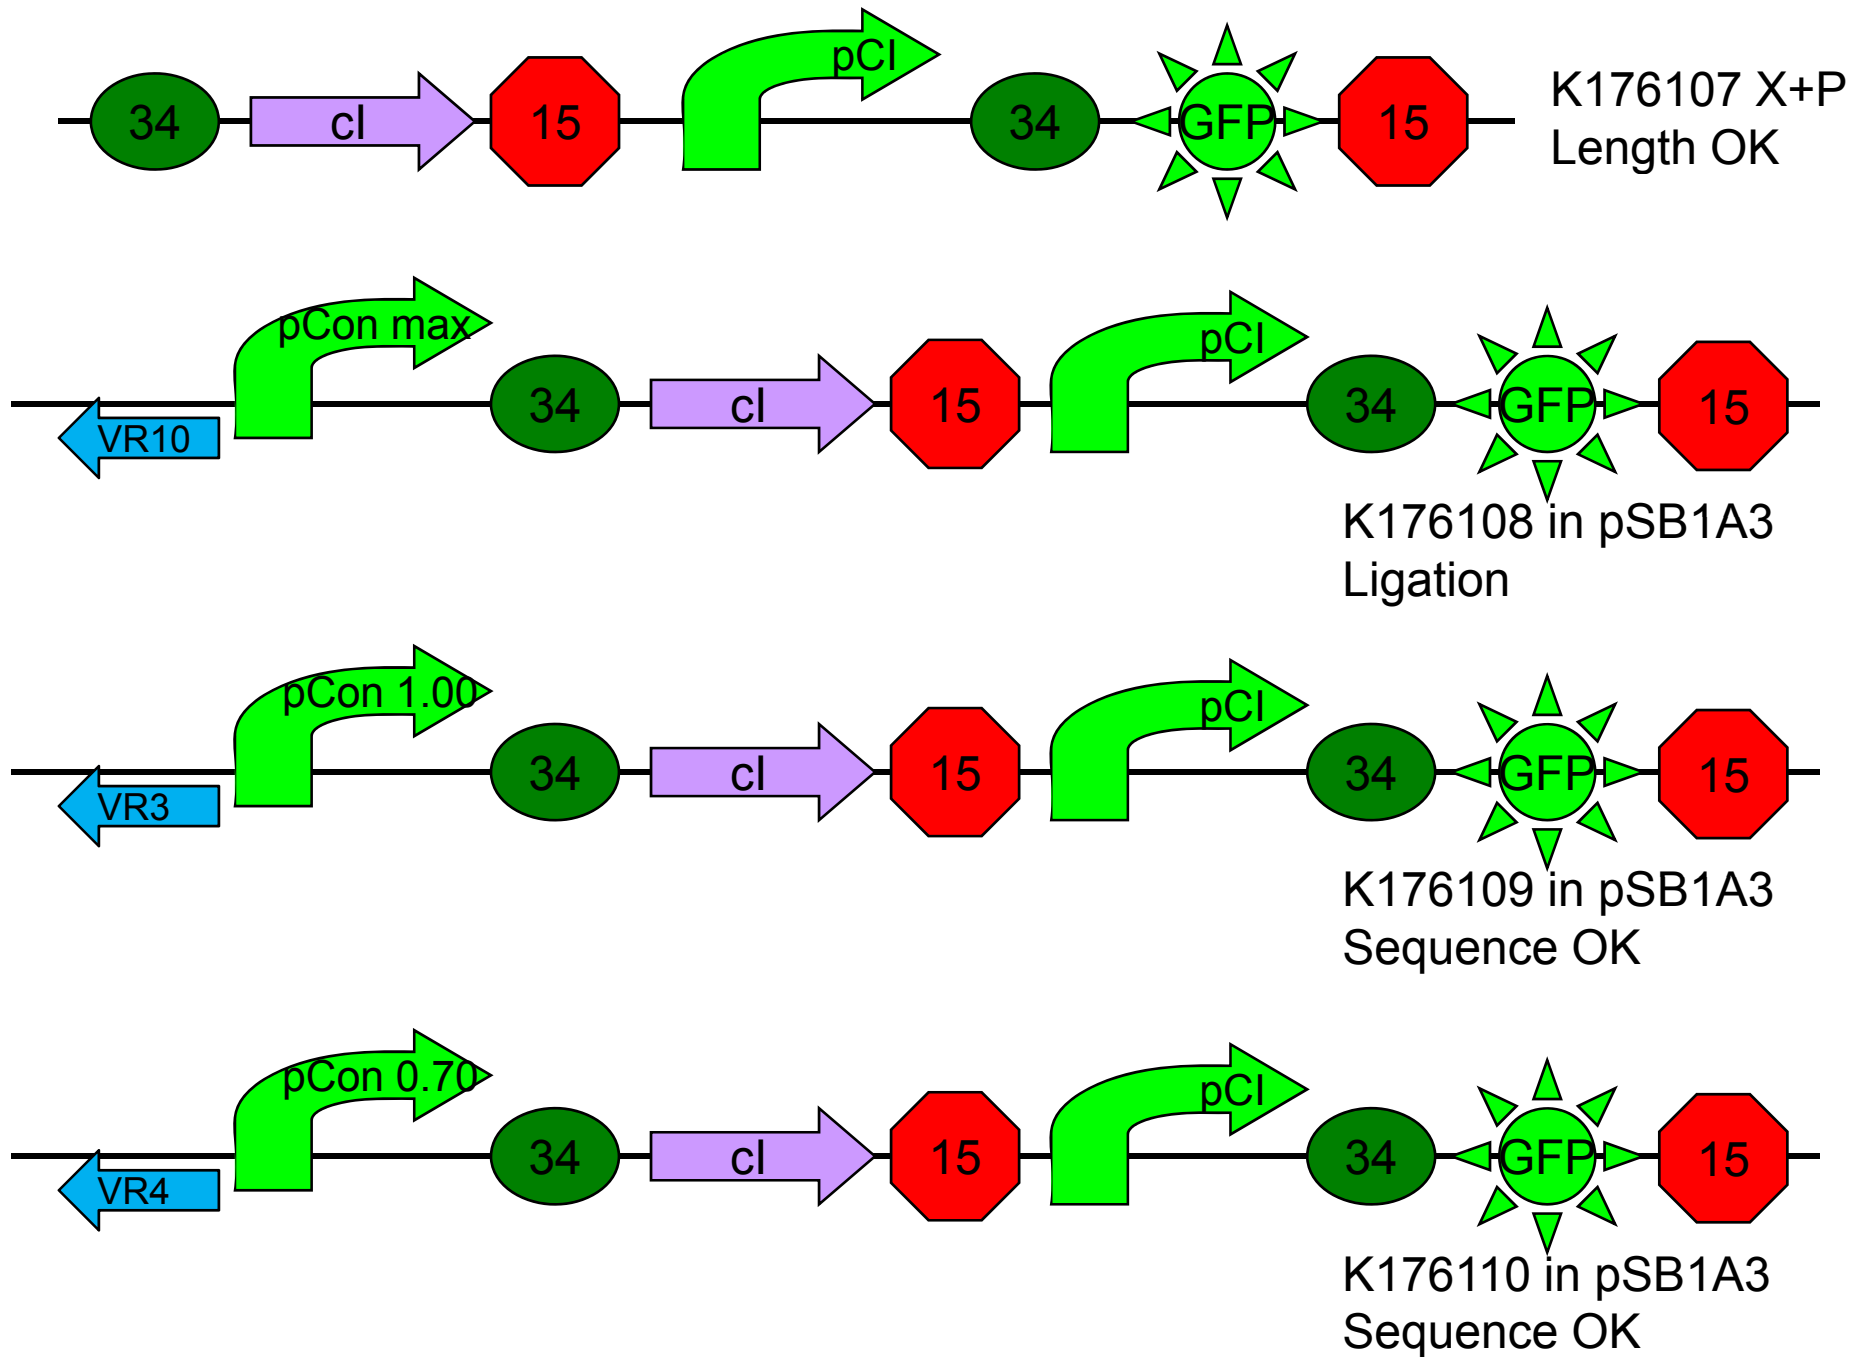 34 cI 15 pCI 34 GFP 15
K176107 X+P
Length OK
VR10 pCon max 34 cI 15 pCI 34 GFP 15
K176108 in pSB1A3
Ligation
VR3 pCon 1.00 34 cI 15 pCI 34 GFP 15
K176109 in pSB1A3
Sequence OK
VR4 pCon 0.70 34 cI 15 pCI 34 GFP 15
K176110 in pSB1A3
Sequence OK